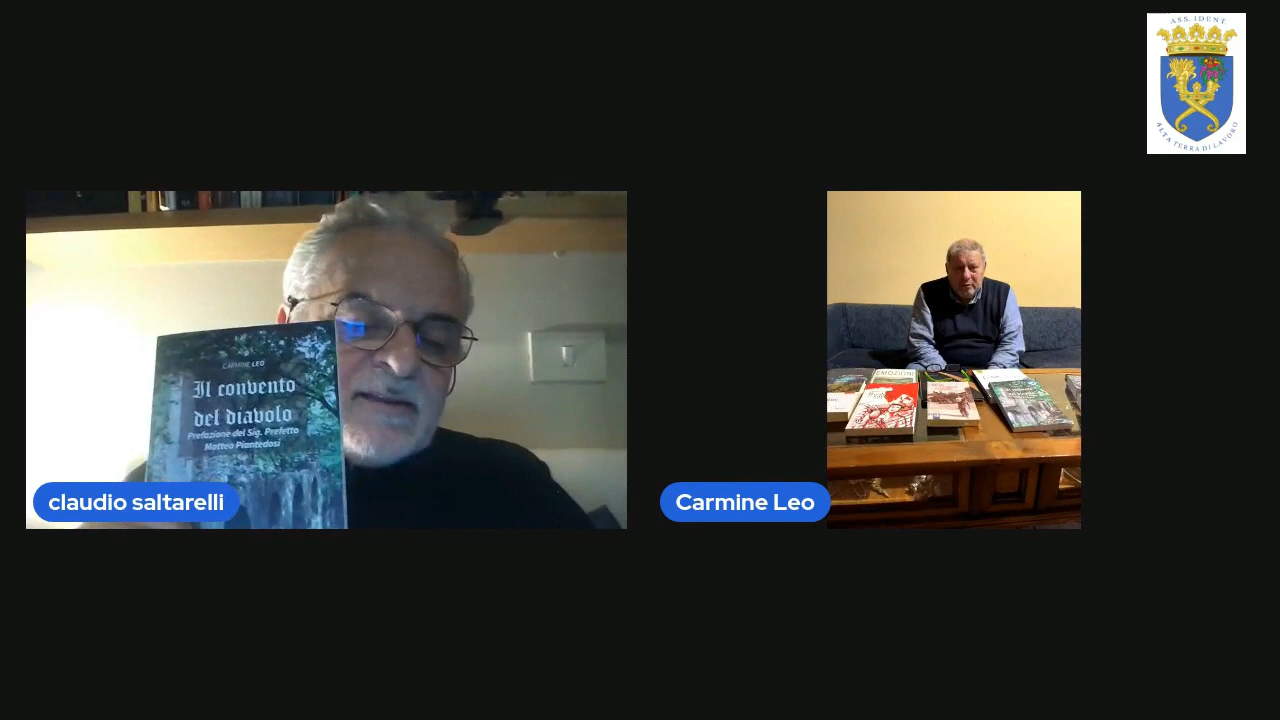 ASS. IDENT.
ALTA TERRA DI LAVORO
CARMINE LEO
Il convento
del diavolo
Prefazione del Sig. Prefetto
Matteo Piantedosi
claudio saltarelli
Carmine Leo
EMOZIONI